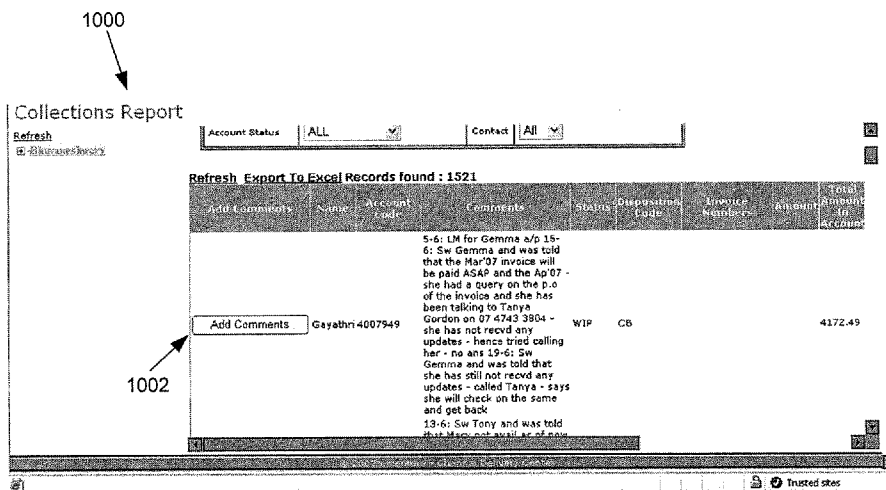 1000
Collections Report
Refresh
Account Status ALL Contact All
Refresh Export To Excel Records found : 1521
Add Comments Name Account Code Comments Status Disposition Code Invoice Numbers Amount Total Amount in Account
5-6: LM for Gemma a/p 15-
6: Sw Gemma and was told
that the Mar'07 invoice will
be paid ASAP and the Ap'07 -
she had a query on the p.o
of the invoice and she has
been talking to Tanya
Gordon on 07 4743 3804 -
Add Comments Gayathri 4007949 she has not recvd any WIP CB 4172.49
updates - hence tried calling
her - no ans 19-6: Sw
Gemma and was told that
she has still not recvd any
updates - called Tanya - says
she will check on the same
and get back
1002
13-6: Sw Tony and was told
that Mary not avail as of now
Trusted sites